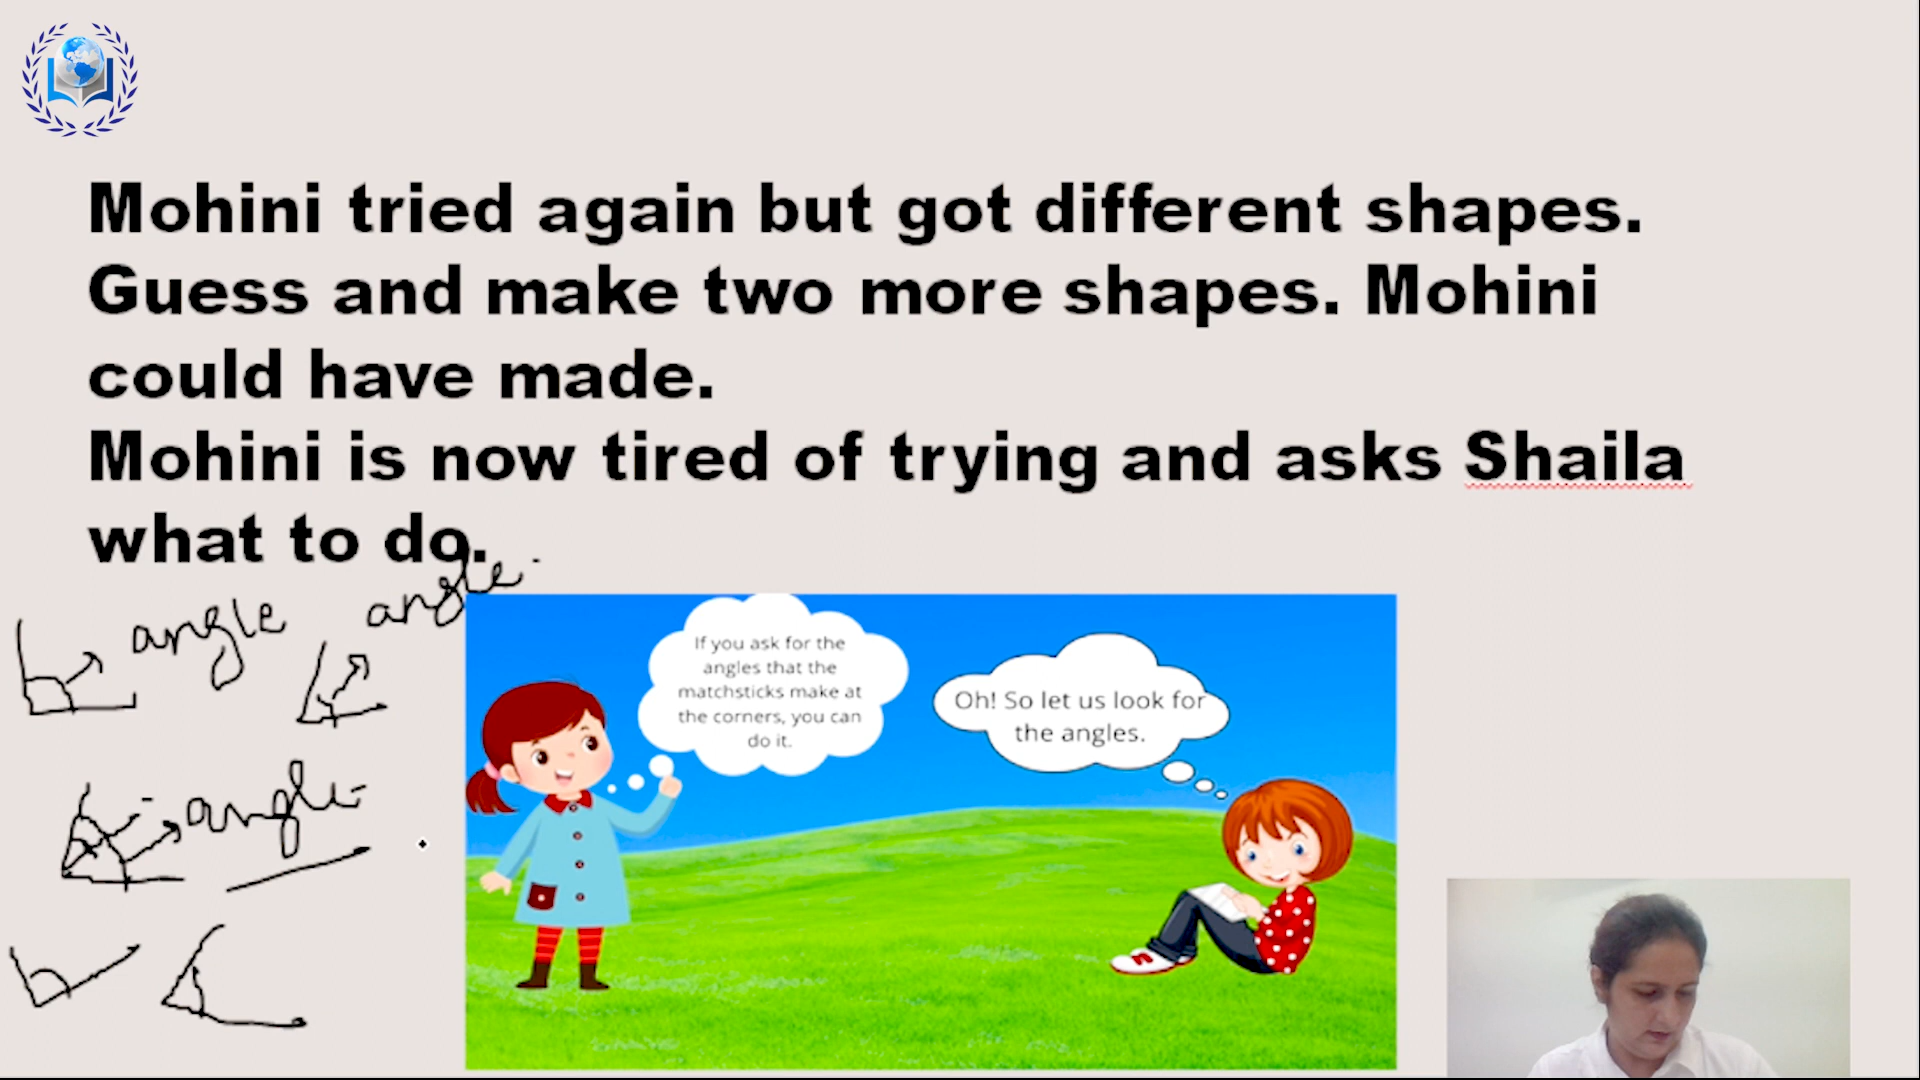 Mohini tried again but got different shapes.
Guess and make two more shapes. Mohini
could have made.
Mohini is now tired of trying and asks Shaila
what to do.
angle
angle
If you ask for the
angles that the
matchsticks make at
the corners, you can
do it.
Oh! So let us look for
the angles.
angle